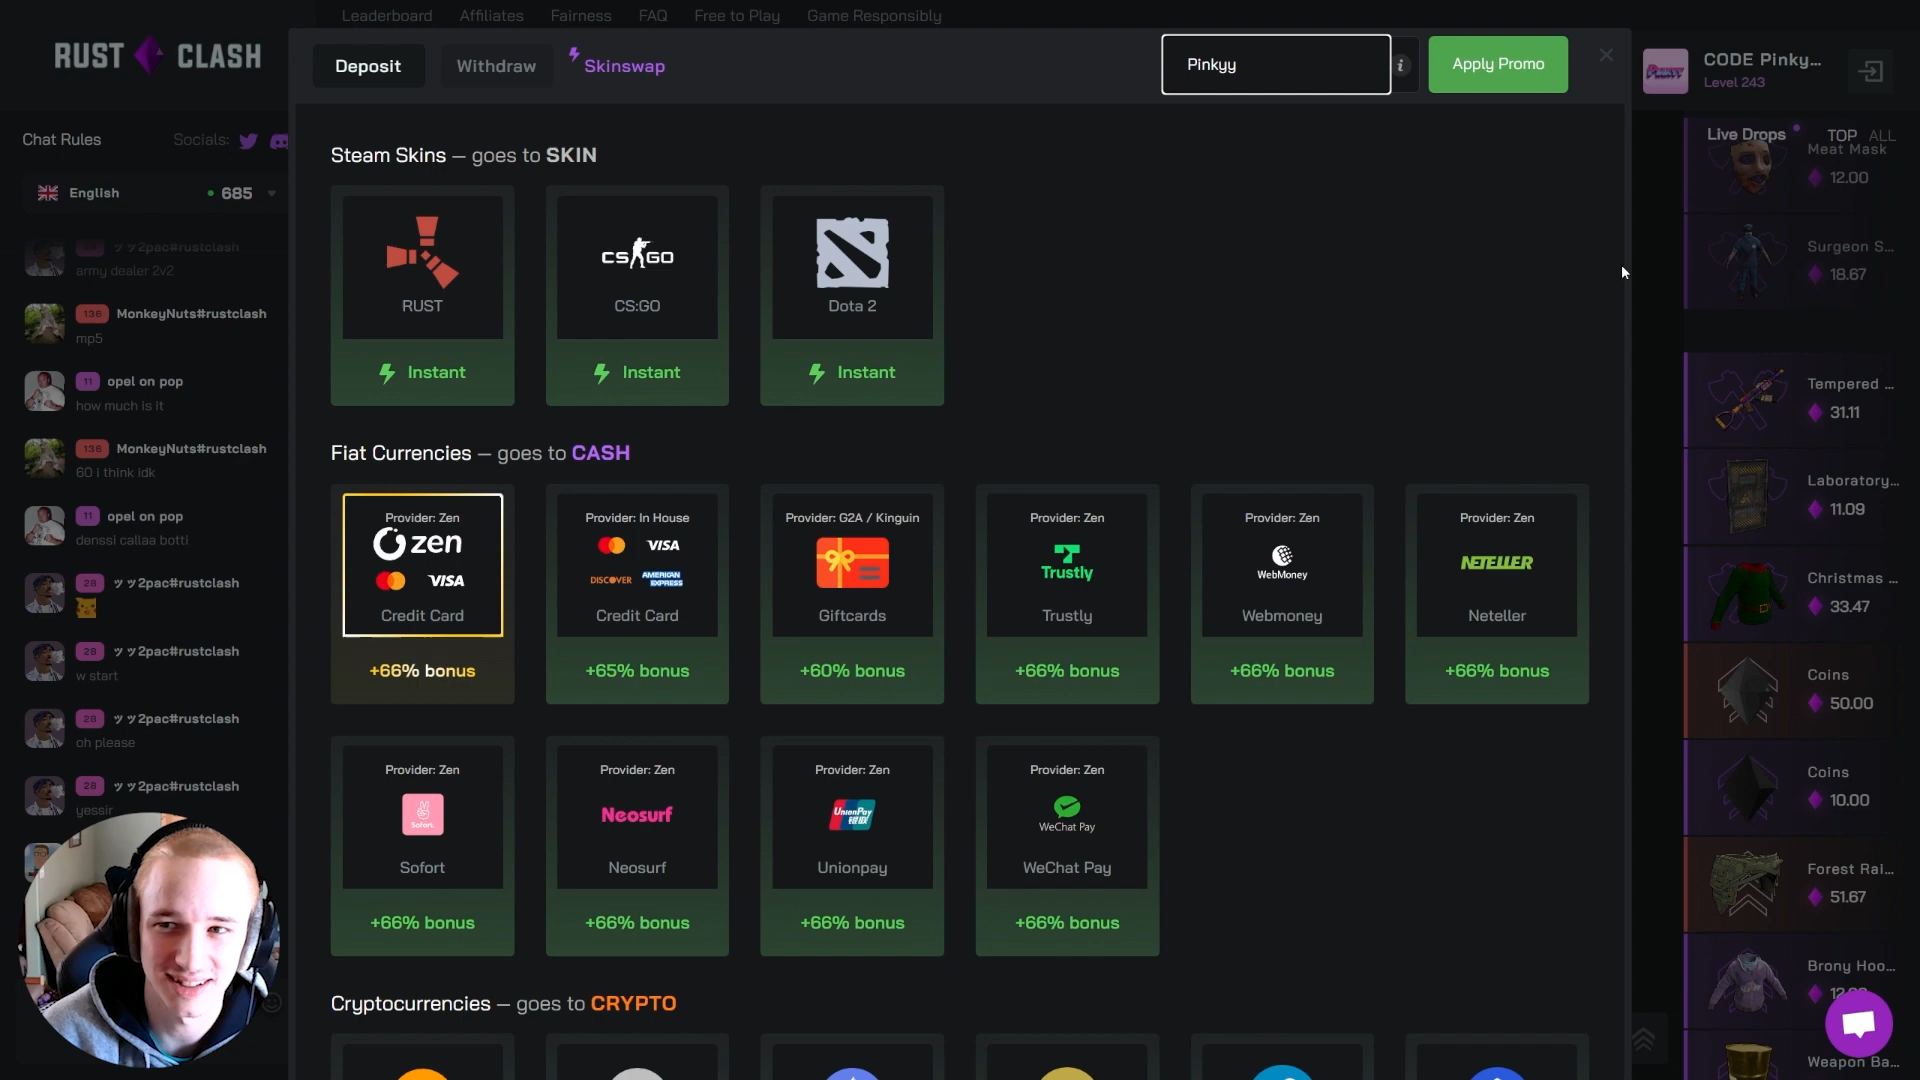 Leaderboard Affiliates Fairness FAQ Free to Play Game Responsibly
RUST CLASH
Deposit Withdraw Skinswap
Pinkyy
i
Apply Promo
CODE Pinky...
Level 243
Chat Rules Socials:
English 685
ッッ2pac#rustclash
army dealer 2v2
136 MonkeyNuts#rustclash
mp5
11 opel on pop
how much is it
136 MonkeyNuts#rustclash
60 i think idk
11 opel on pop
denssi callaa botti
28 ッッ2pac#rustclash
28 ッッ2pac#rustclash
w start
28 ッッ2pac#rustclash
oh please
28 ッッ2pac#rustclash
yessir
Steam Skins — goes to SKIN
RUST
Instant
CS GO
CS:GO
Instant
Dota 2
Instant
Fiat Currencies — goes to CASH
Provider: Zen
zen
VISA
Credit Card
+66% bonus
Provider: In House
VISA
DISCOVER AMERICAN EXPRESS
Credit Card
+65% bonus
Provider: G2A / Kinguin
Giftcards
+60% bonus
Provider: Zen
Trustly
Trustly
+66% bonus
Provider: Zen
WebMoney
Webmoney
+66% bonus
Provider: Zen
NETELLER
Neteller
+66% bonus
Provider: Zen
Sofort.
Sofort
+66% bonus
Provider: Zen
Neosurf
Neosurf
+66% bonus
Provider: Zen
UnionPay
银联
Unionpay
+66% bonus
Provider: Zen
WeChat Pay
WeChat Pay
+66% bonus
Cryptocurrencies — goes to CRYPTO
Live Drops TOP ALL
Meat Mask
12.00
Surgeon S...
18.67
Tempered ...
31.11
Laboratory...
11.09
Christmas ...
33.47
Coins
50.00
Coins
10.00
Forest Rai...
51.67
Brony Hoo...
Weapon Ba...